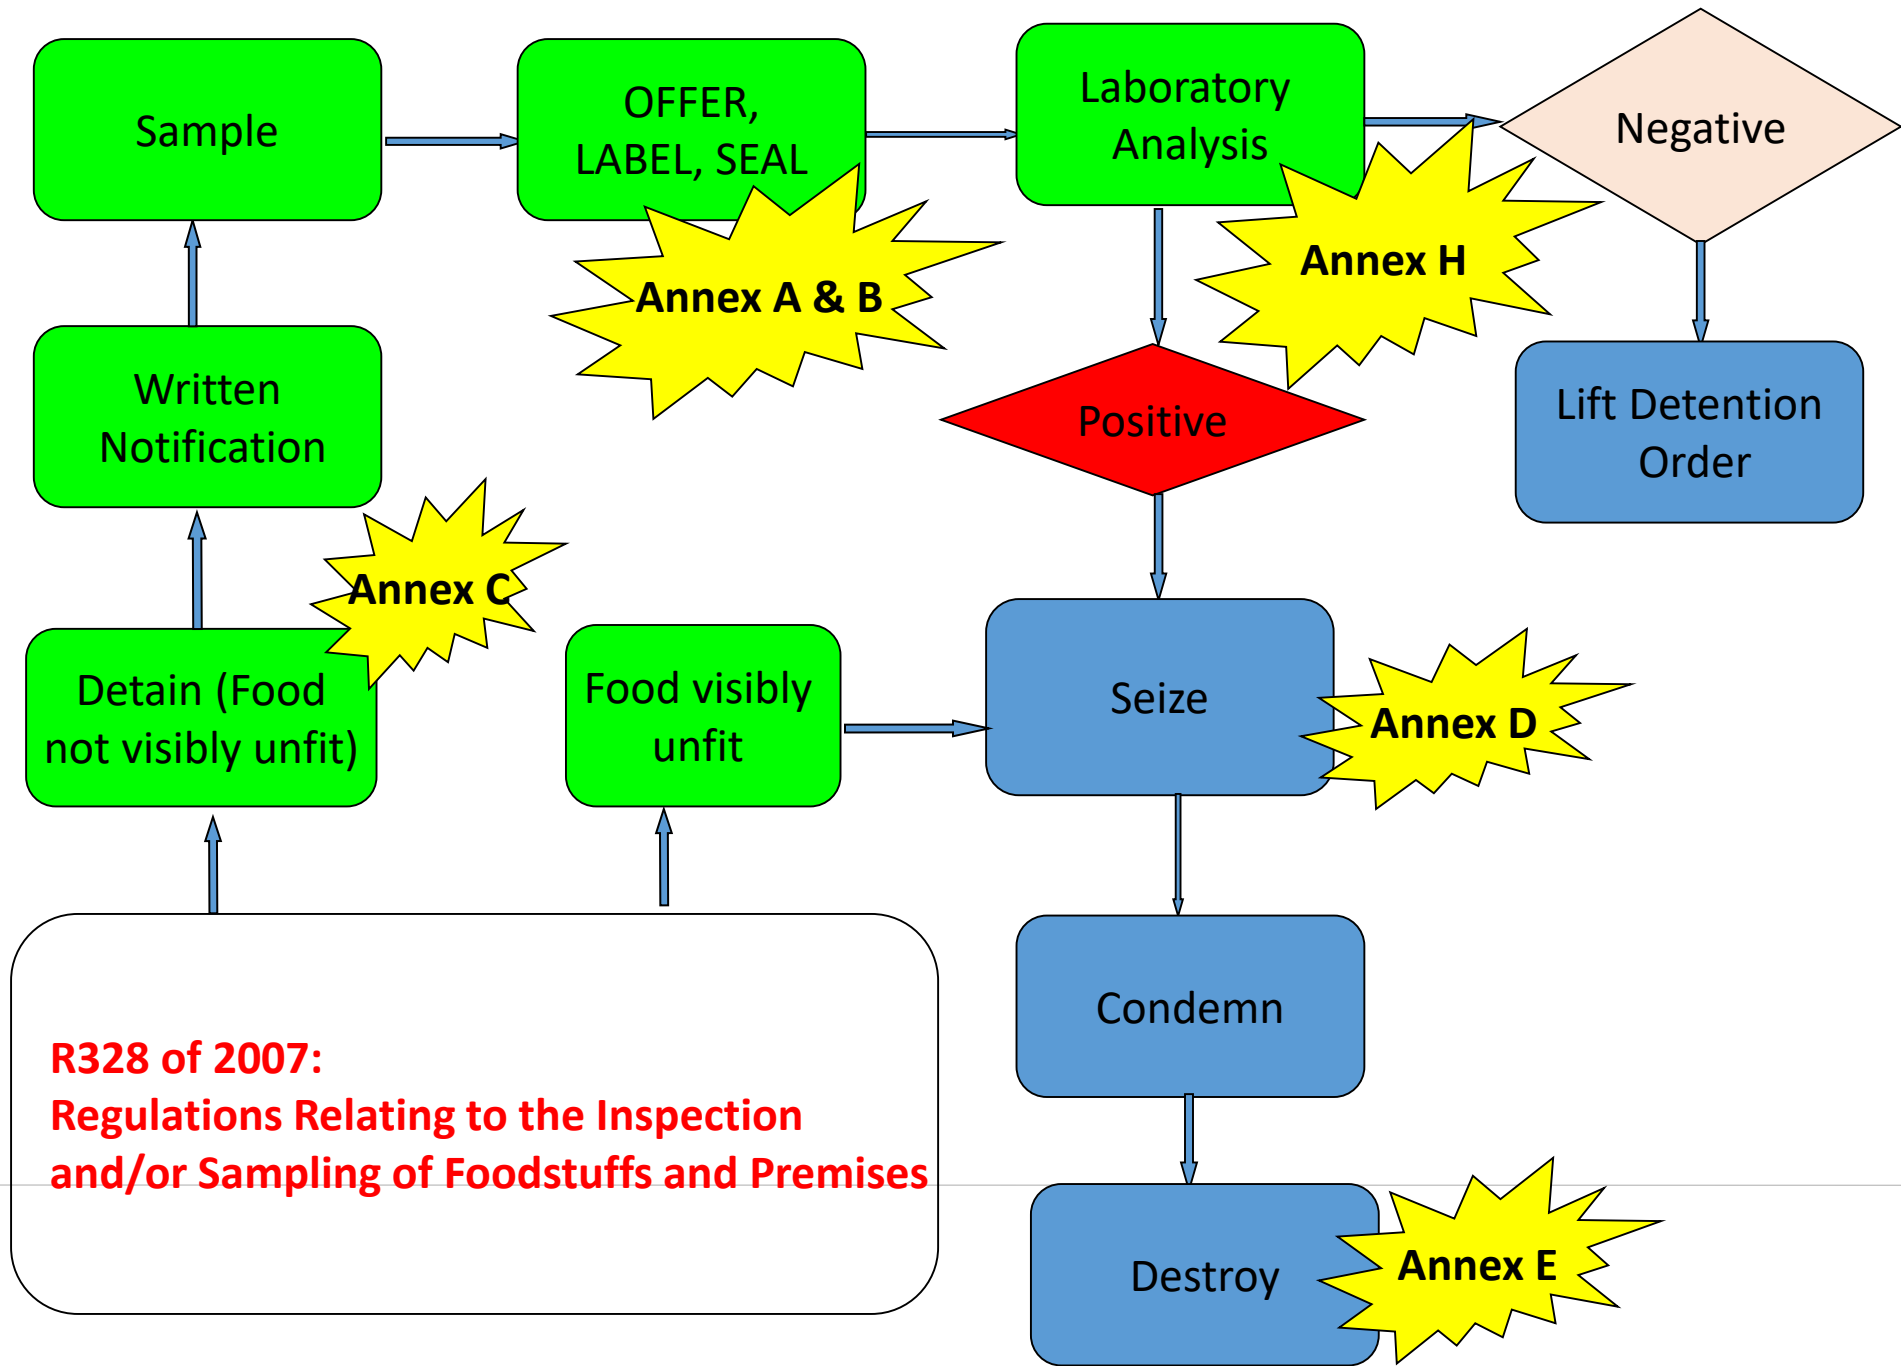 Sample
OFFER,
LABEL, SEAL
Laboratory
Analysis
Negative
Annex A & B
Annex H
Written
Notification
Positive
Lift Detention
Order
Annex C
Detain (Food
not visibly unfit)
Food visibly
unfit
Seize
Annex D
Condemn
R328 of 2007:
Regulations Relating to the Inspection
and/or Sampling of Foodstuffs and Premises
Destroy
Annex E